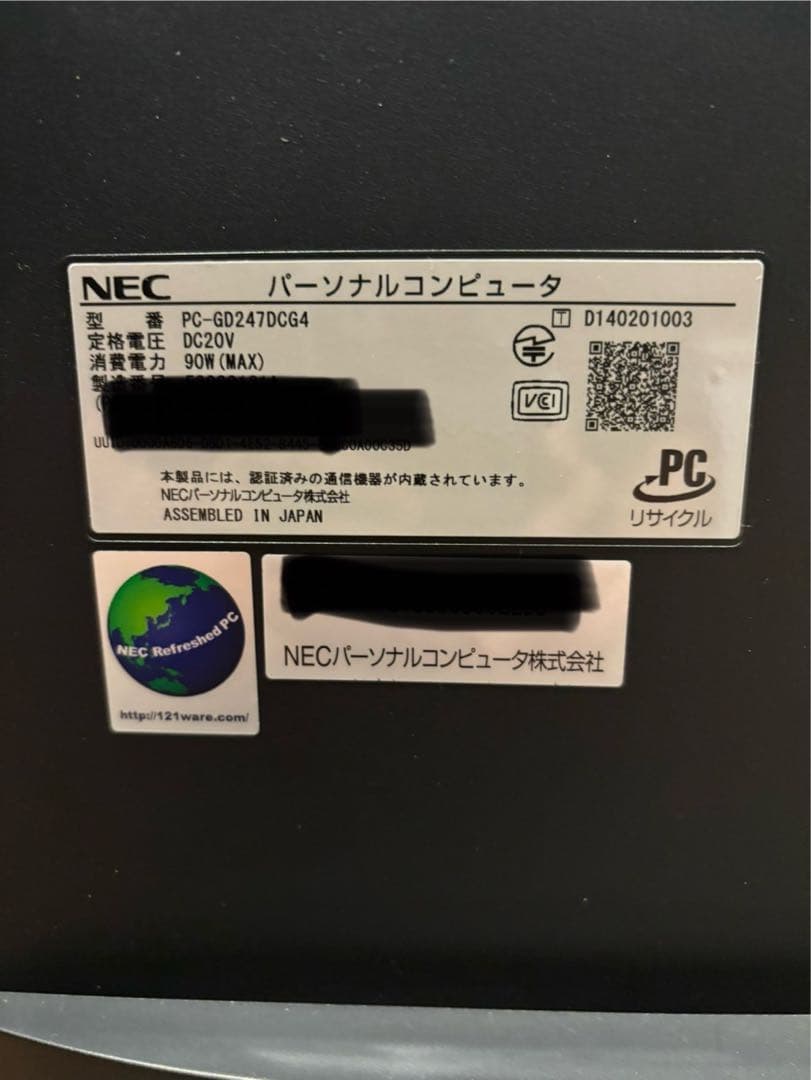 NEC パーソナルコンピュータ
型 番 PC-GD247DCG4
定格電圧 DC20V
消費電力 90W(MAX)
T D140201003
VCCI
製造番号
本製品には、認証済みの通信機器が内蔵されています。
NECパーソナルコンピュータ株式会社
ASSEMBLED IN JAPAN
PC
リサイクル
NEC Refreshed PC
http://121ware.com/
NECパーソナルコンピュータ株式会社